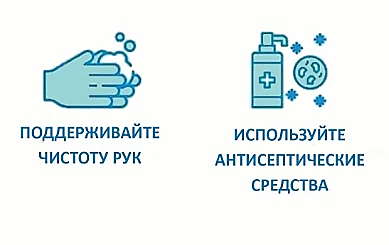 ПОДДЕРЖИВАЙТЕ
ЧИСТОТУ РУК
ИСПОЛЬЗУЙТЕ
АНТИСЕПТИЧЕСКИЕ
СРЕДСТВА